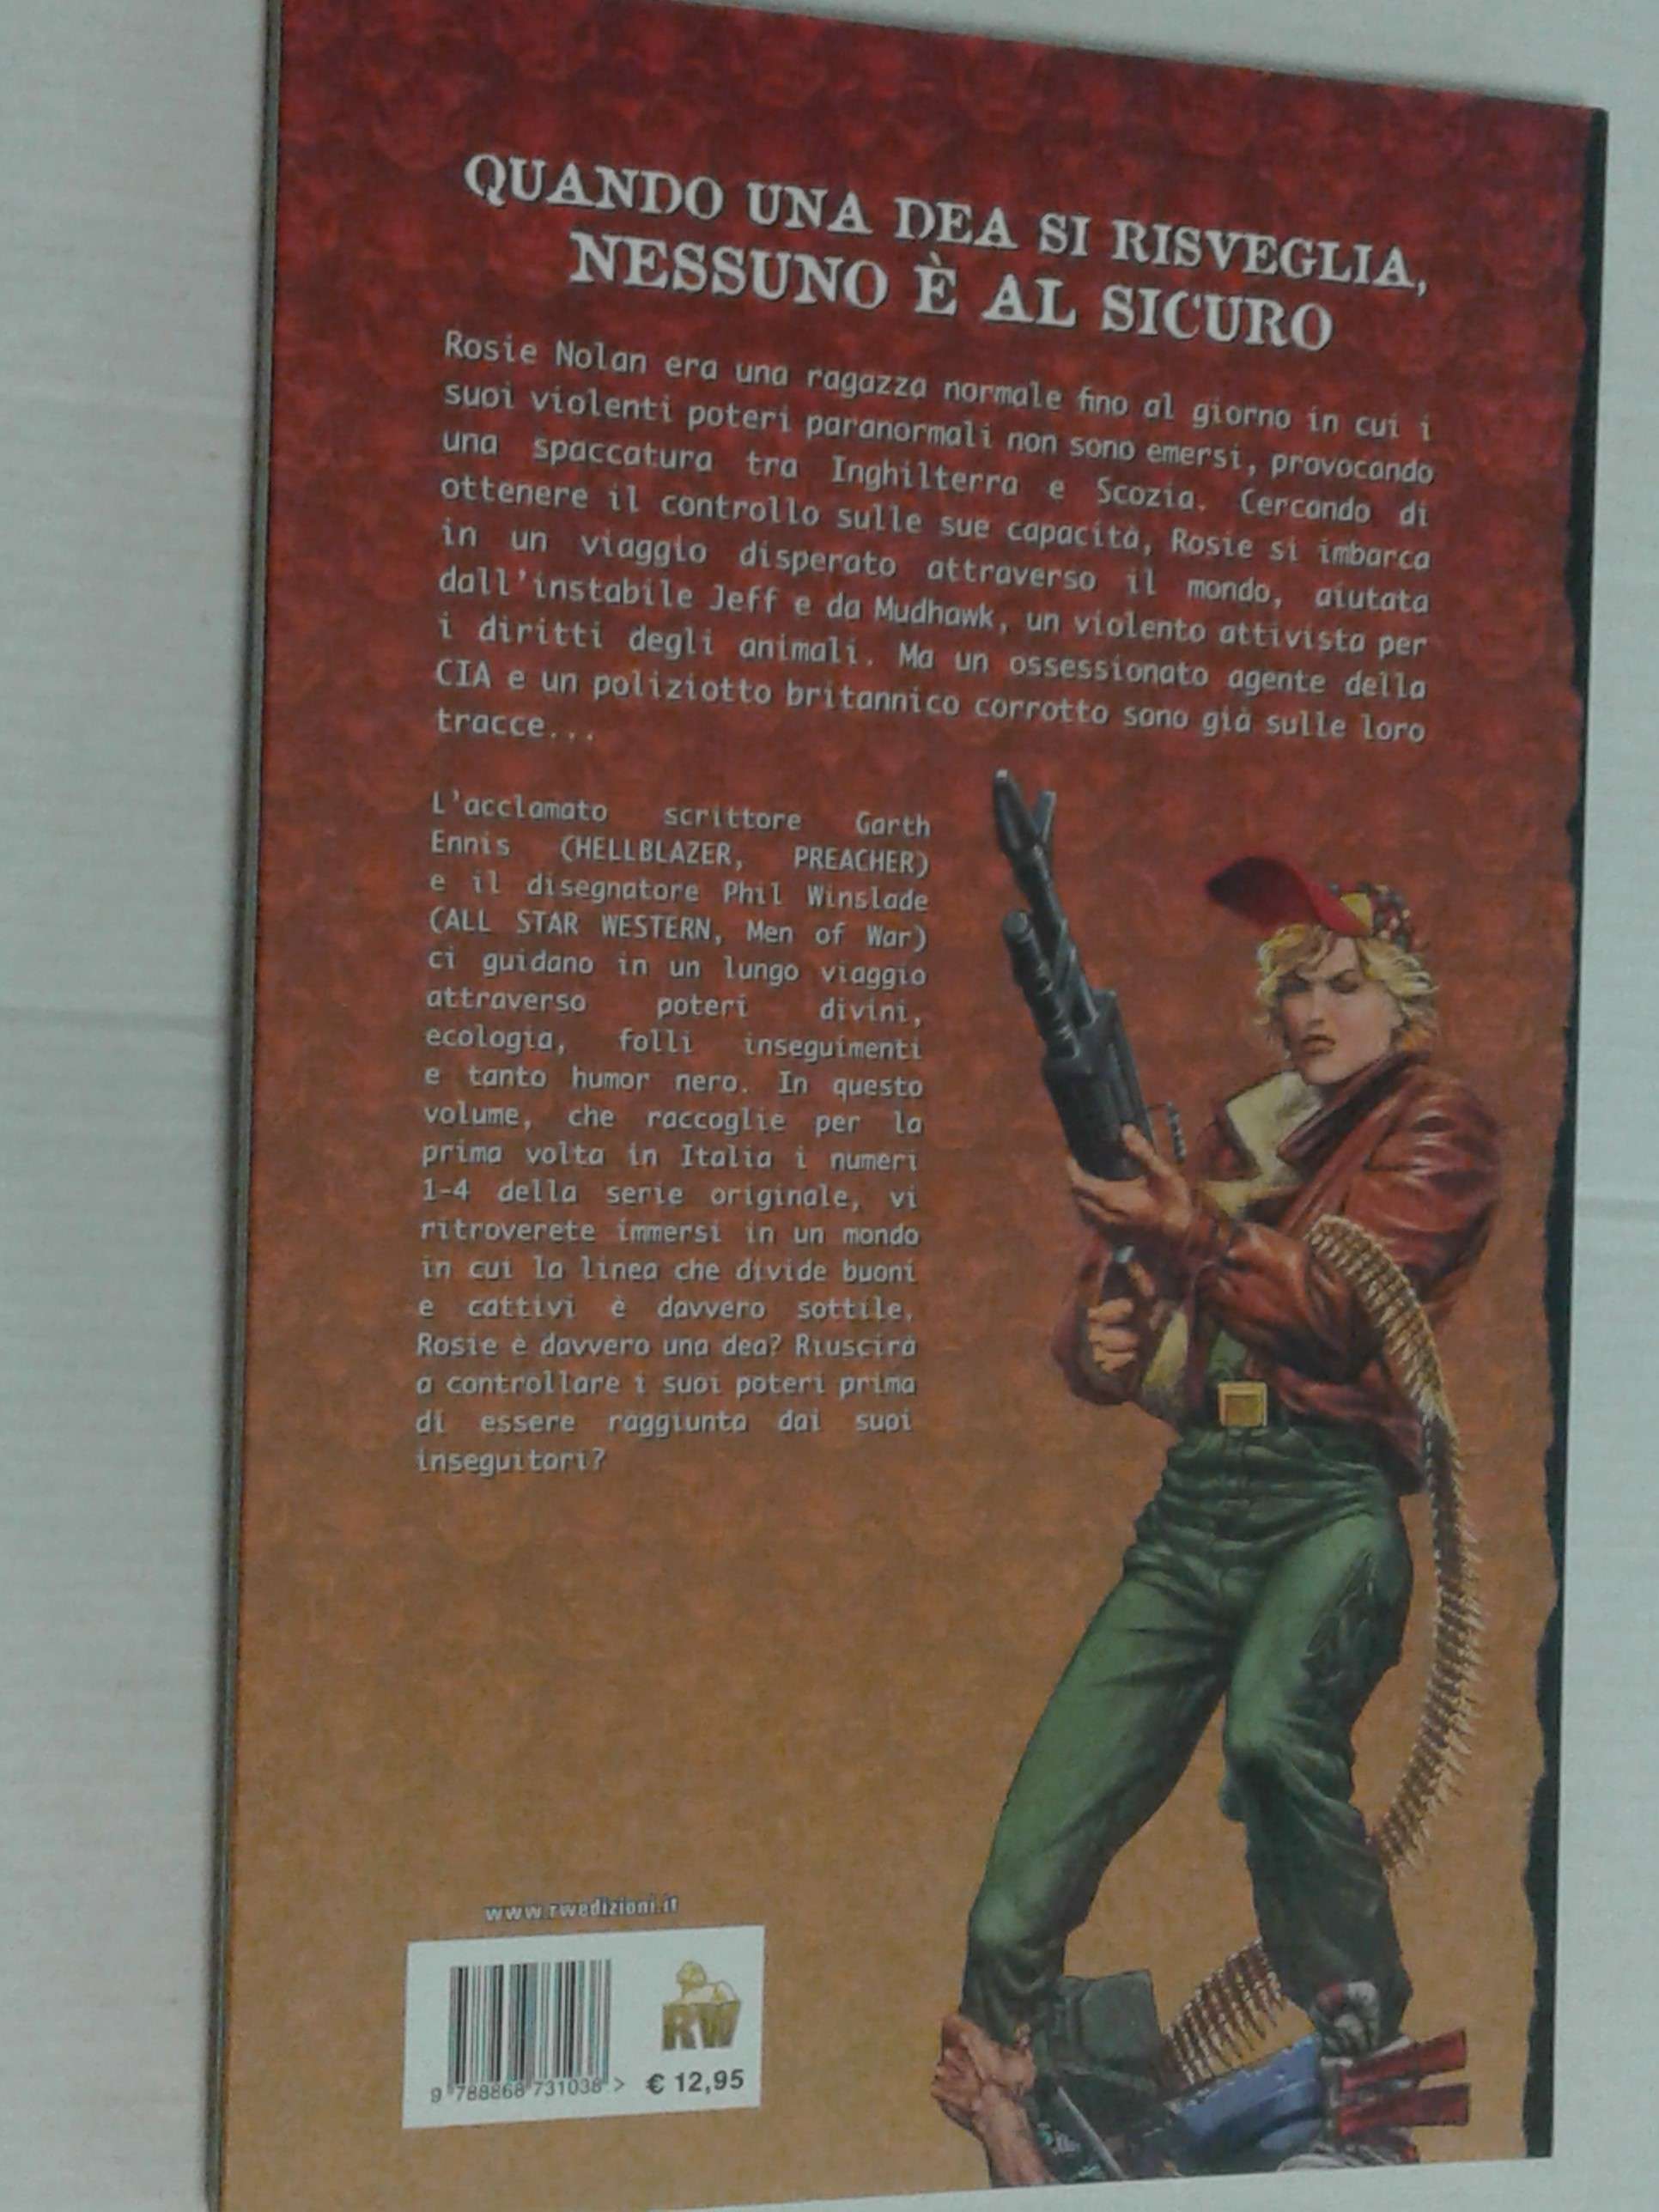 QUANDO UNA DEA SI RISVEGLIA,
NESSUNO È AL SICURO
Rosie Nolan era una ragazza normale fino al giorno in cui i
suoi violenti poteri paranormali non sono emersi, provocando
una spaccatura tra Inghilterra e Scozia. Cercando di
ottenere il controllo sulle sue capacità, Rosie si imbarca
in un viaggio disperato attraverso il mondo, aiutata
dall'instabile Jeff e da Mudhawk, un violento attivista per
i diritti degli animali. Ma un ossessionato agente della
CIA e un poliziotto britannico corrotto sono già sulle loro
tracce...
L'acclamato scrittore Garth
Ennis (HELLBLAZER, PREACHER)
e il disegnatore Phil Winslade
(ALL STAR WESTERN, Men of War)
ci guidano in un lungo viaggio
attraverso poteri divini,
ecologia, folli inseguimenti
e tanto humor nero. In questo
volume, che raccoglie per la
prima volta in Italia i numeri
1-4 della serie originale, vi
ritroverete immersi in un mondo
in cui la linea che divide buoni
e cattivi è davvero sottile.
Rosie è davvero una dea? Riuscirà
a controllare i suoi poteri prima
di essere raggiunta dai suoi
inseguitori?
www.rwedizioni.it
RW
9 788868 731038 > € 12,95